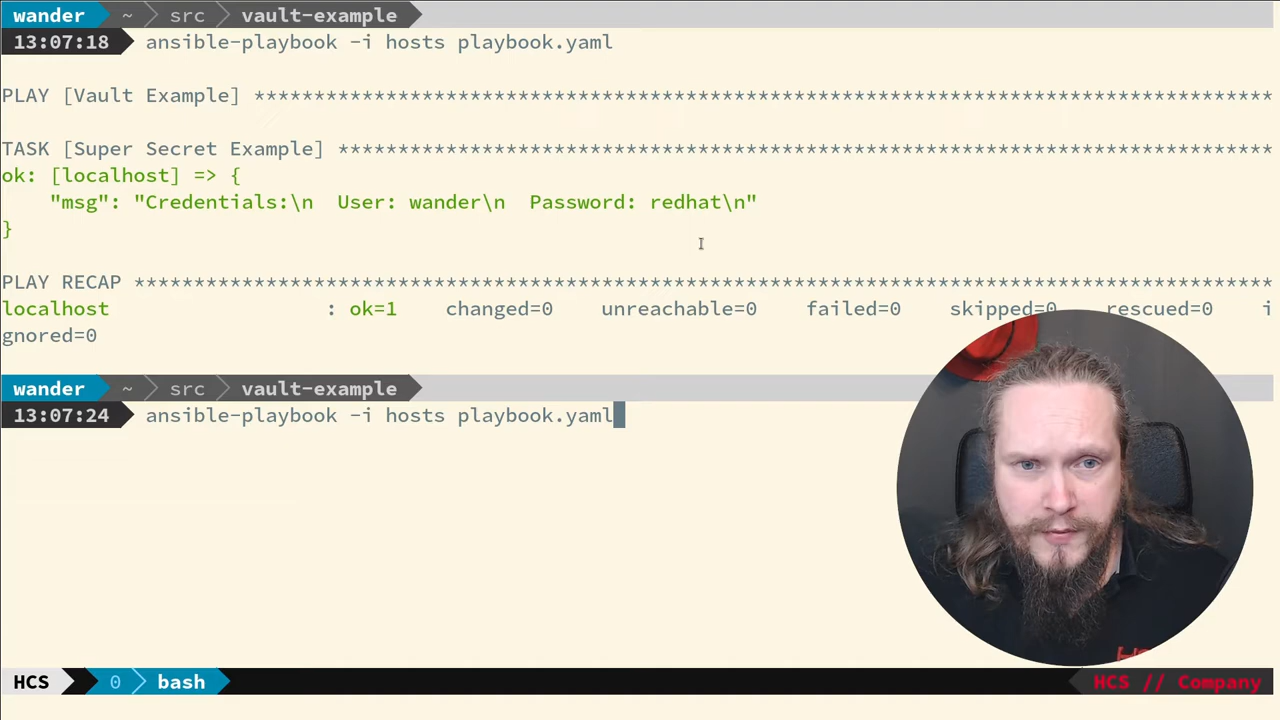 wander ~ src vault-example
13:07:18 ansible-playbook -i hosts playbook.yaml
PLAY [Vault Example] *************************************************************************************
TASK [Super Secret Example] ******************************************************************************
ok: [localhost] => {
    "msg": "Credentials:\n  User: wander\n  Password: redhat\n"
}
PLAY RECAP ***********************************************************************************************
localhost                  : ok=1    changed=0    unreachable=0    failed=0    skipped=0    rescued=0    i
gnored=0
wander ~ src vault-example
13:07:24 ansible-playbook -i hosts playbook.yaml
HCS 0 bash HCS // Company